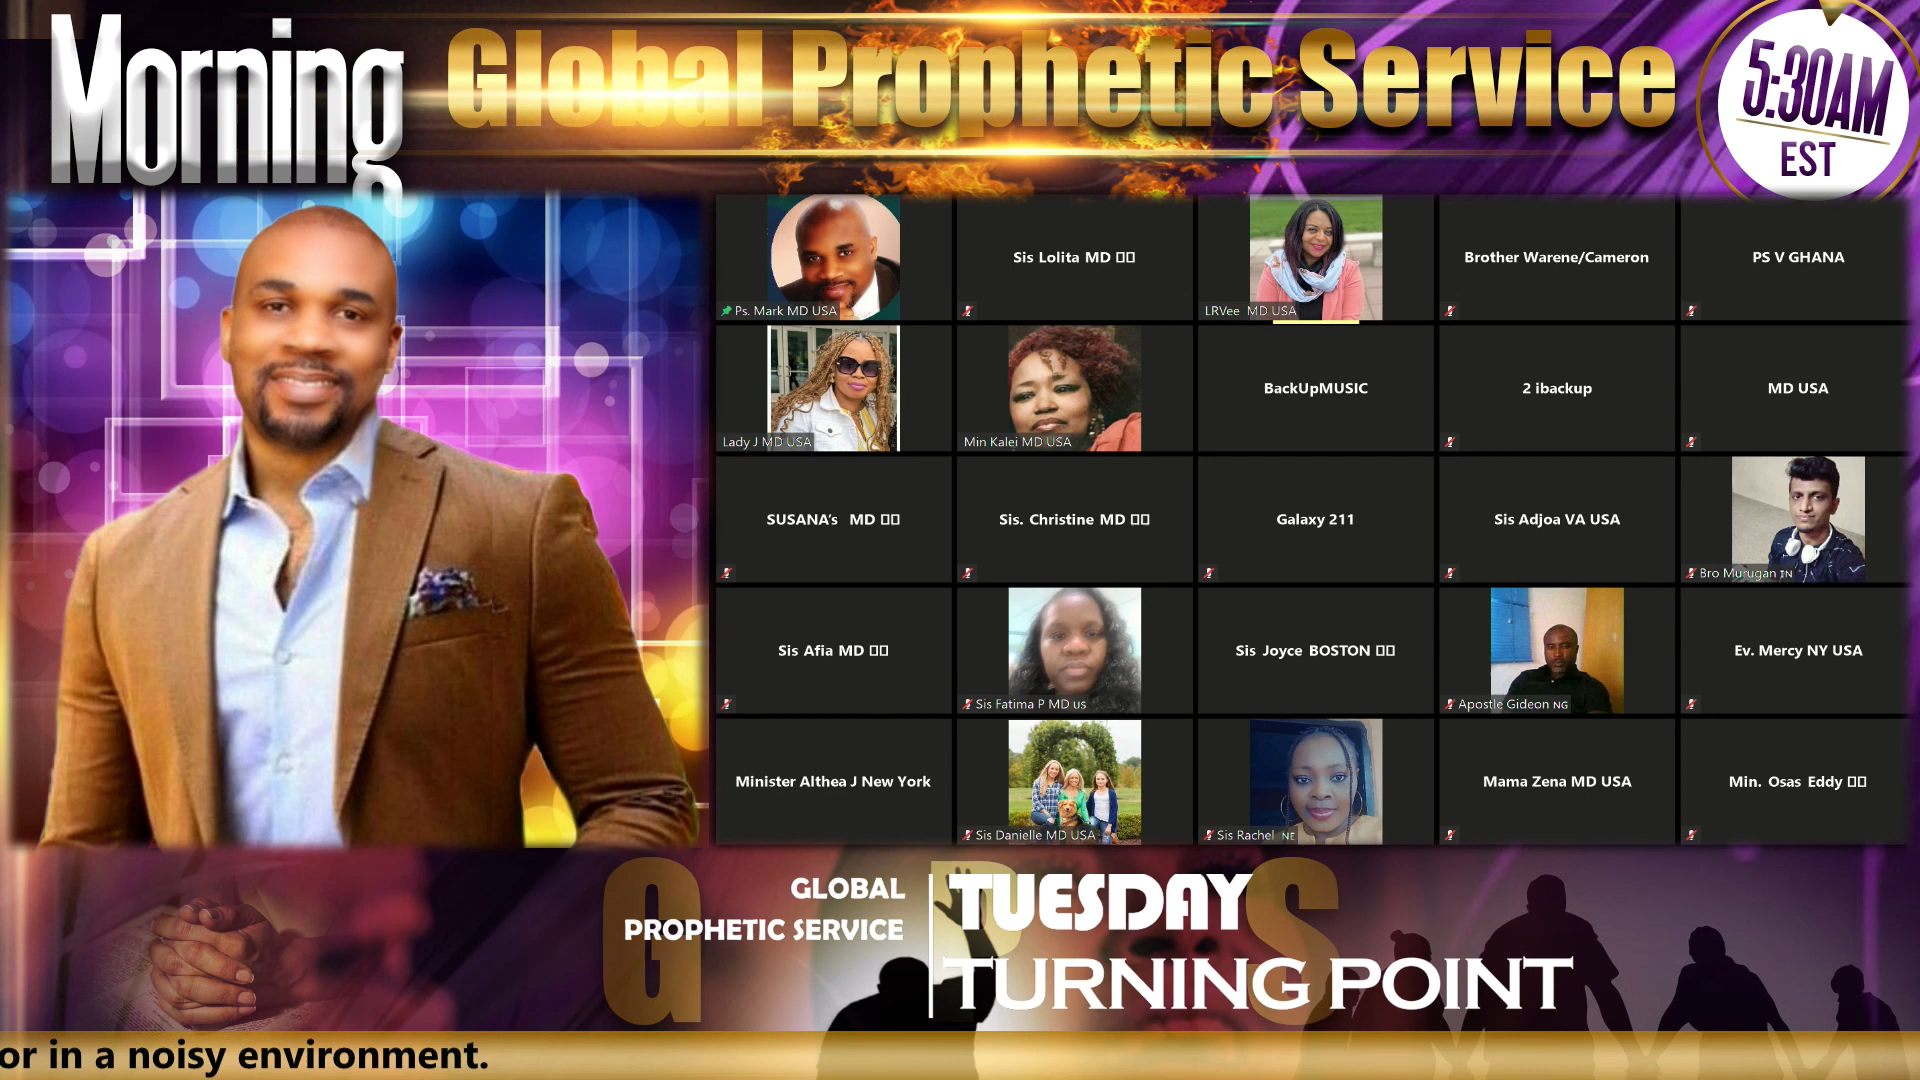 Morning
Global Prophetic Service
5:30AM
EST
Ps. Mark MD USA
Sis Lolita MD
LRVee MD USA
Brother Warene/Cameron
PS V GHANA
Lady J MD USA
Min Kalei MD USA
BackUpMUSIC
2 ibackup
MD USA
SUSANA's MD
Sis. Christine MD
Galaxy 211
Sis Adjoa VA USA
Bro Murugan IN
Sis Afia MD
Sis Fatima P MD US
Sis Joyce BOSTON
Apostle Gideon NG
Ev. Mercy NY USA
Minister Althea J New York
Sis Danielle MD USA
Sis Rachel NE
Mama Zena MD USA
Min. Osas Eddy
GPS
GLOBAL
PROPHETIC SERVICE
TUESDAY
TURNING POINT
or in a noisy environment.